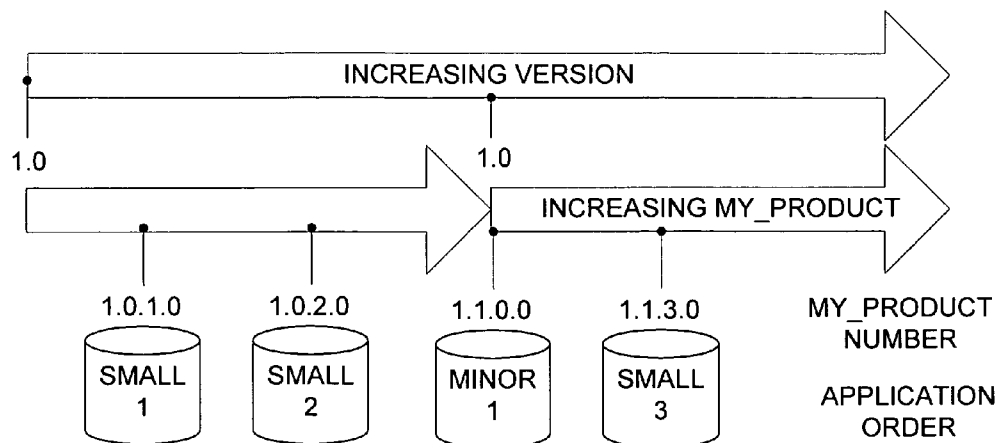 INCREASING VERSION
1.0
1.0
INCREASING MY_PRODUCT
1.0.1.0
1.0.2.0
1.1.0.0
1.1.3.0
MY_PRODUCT
NUMBER
SMALL
1
SMALL
2
MINOR
1
SMALL
3
APPLICATION
ORDER